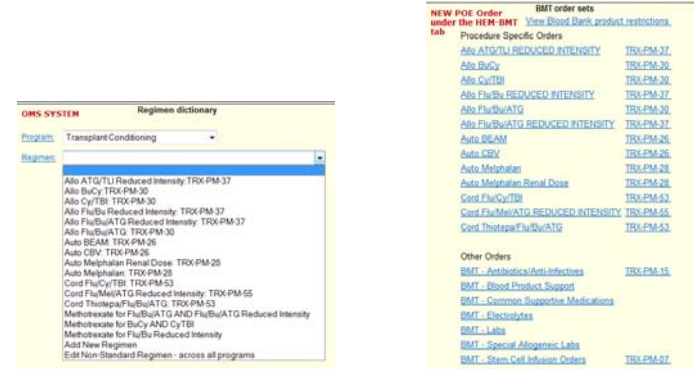 OMS SYSTEM
Regimen dictionary
Program:
Transplant Conditioning
Regimen:
Allo ATG/TLI Reduced Intensity: TRX-PM-37
Allo BuCy: TRX-PM-30
Allo Cy/TBI: TRX-PM-30
Allo Flu/Bu Reduced Intensity: TRX-PM-37
Allo Flu/Bu/ATG Reduced Intenstiy: TRX-PM-37
Allo Flu/Bu/ATG: TRX-PM-30
Auto BEAM: TRX-PM-26
Auto CBV: TRX-PM-26
Auto Melphalan Renal Dose: TRX-PM-28
Auto Melphalan: TRX-PM-28
Cord Flu/Cy/TBI: TRX-PM-53
Cord Flu/Mel/ATG Reduced Intensity: TRX-PM-55
Cord Thiotepa/Flu/Bu/ATG: TRX-PM-53
Methotrexate for Flu/Bu/ATG AND Flu/Bu/ATG Reduced Intensity
Methotrexate for BuCy AND CyTBI
Methotrexate for Flu/Bu Reduced Intensity
Add New Regimen
Edit Non-Standard Regimen - across all programs
NEW POE Order
under the HEM-BMT
tab
BMT order sets
View Blood Bank product restrictions
Procedure Specific Orders
Allo ATG/TLI REDUCED INTENSITY TRX-PM-37
Allo BuCy TRX-PM-30
Allo Cy/TBI TRX-PM-30
Allo Flu/Bu REDUCED INTENSITY TRX-PM-37
Allo Flu/Bu/ATG TRX-PM-30
Allo Flu/Bu/ATG REDUCED INTENSITY TRX-PM-37
Auto BEAM TRX-PM-26
Auto CBV TRX-PM-26
Auto Melphalan TRX-PM-28
Auto Melphalan Renal Dose TRX-PM-28
Cord Flu/Cy/TBI TRX-PM-53
Cord Flu/Mel/ATG REDUCED INTENSITY TRX-PM-55
Cord Thiotepa/Flu/Bu/ATG TRX-PM-53
Other Orders
BMT - Antibiotics/Anti-Infectives TRX-PM-15
BMT - Blood Product Support
BMT - Common Supportive Medications
BMT - Electrolytes
BMT - Labs
BMT - Special Allogeneic Labs
BMT - Stem Cell Infusion Orders TRX-PM-07